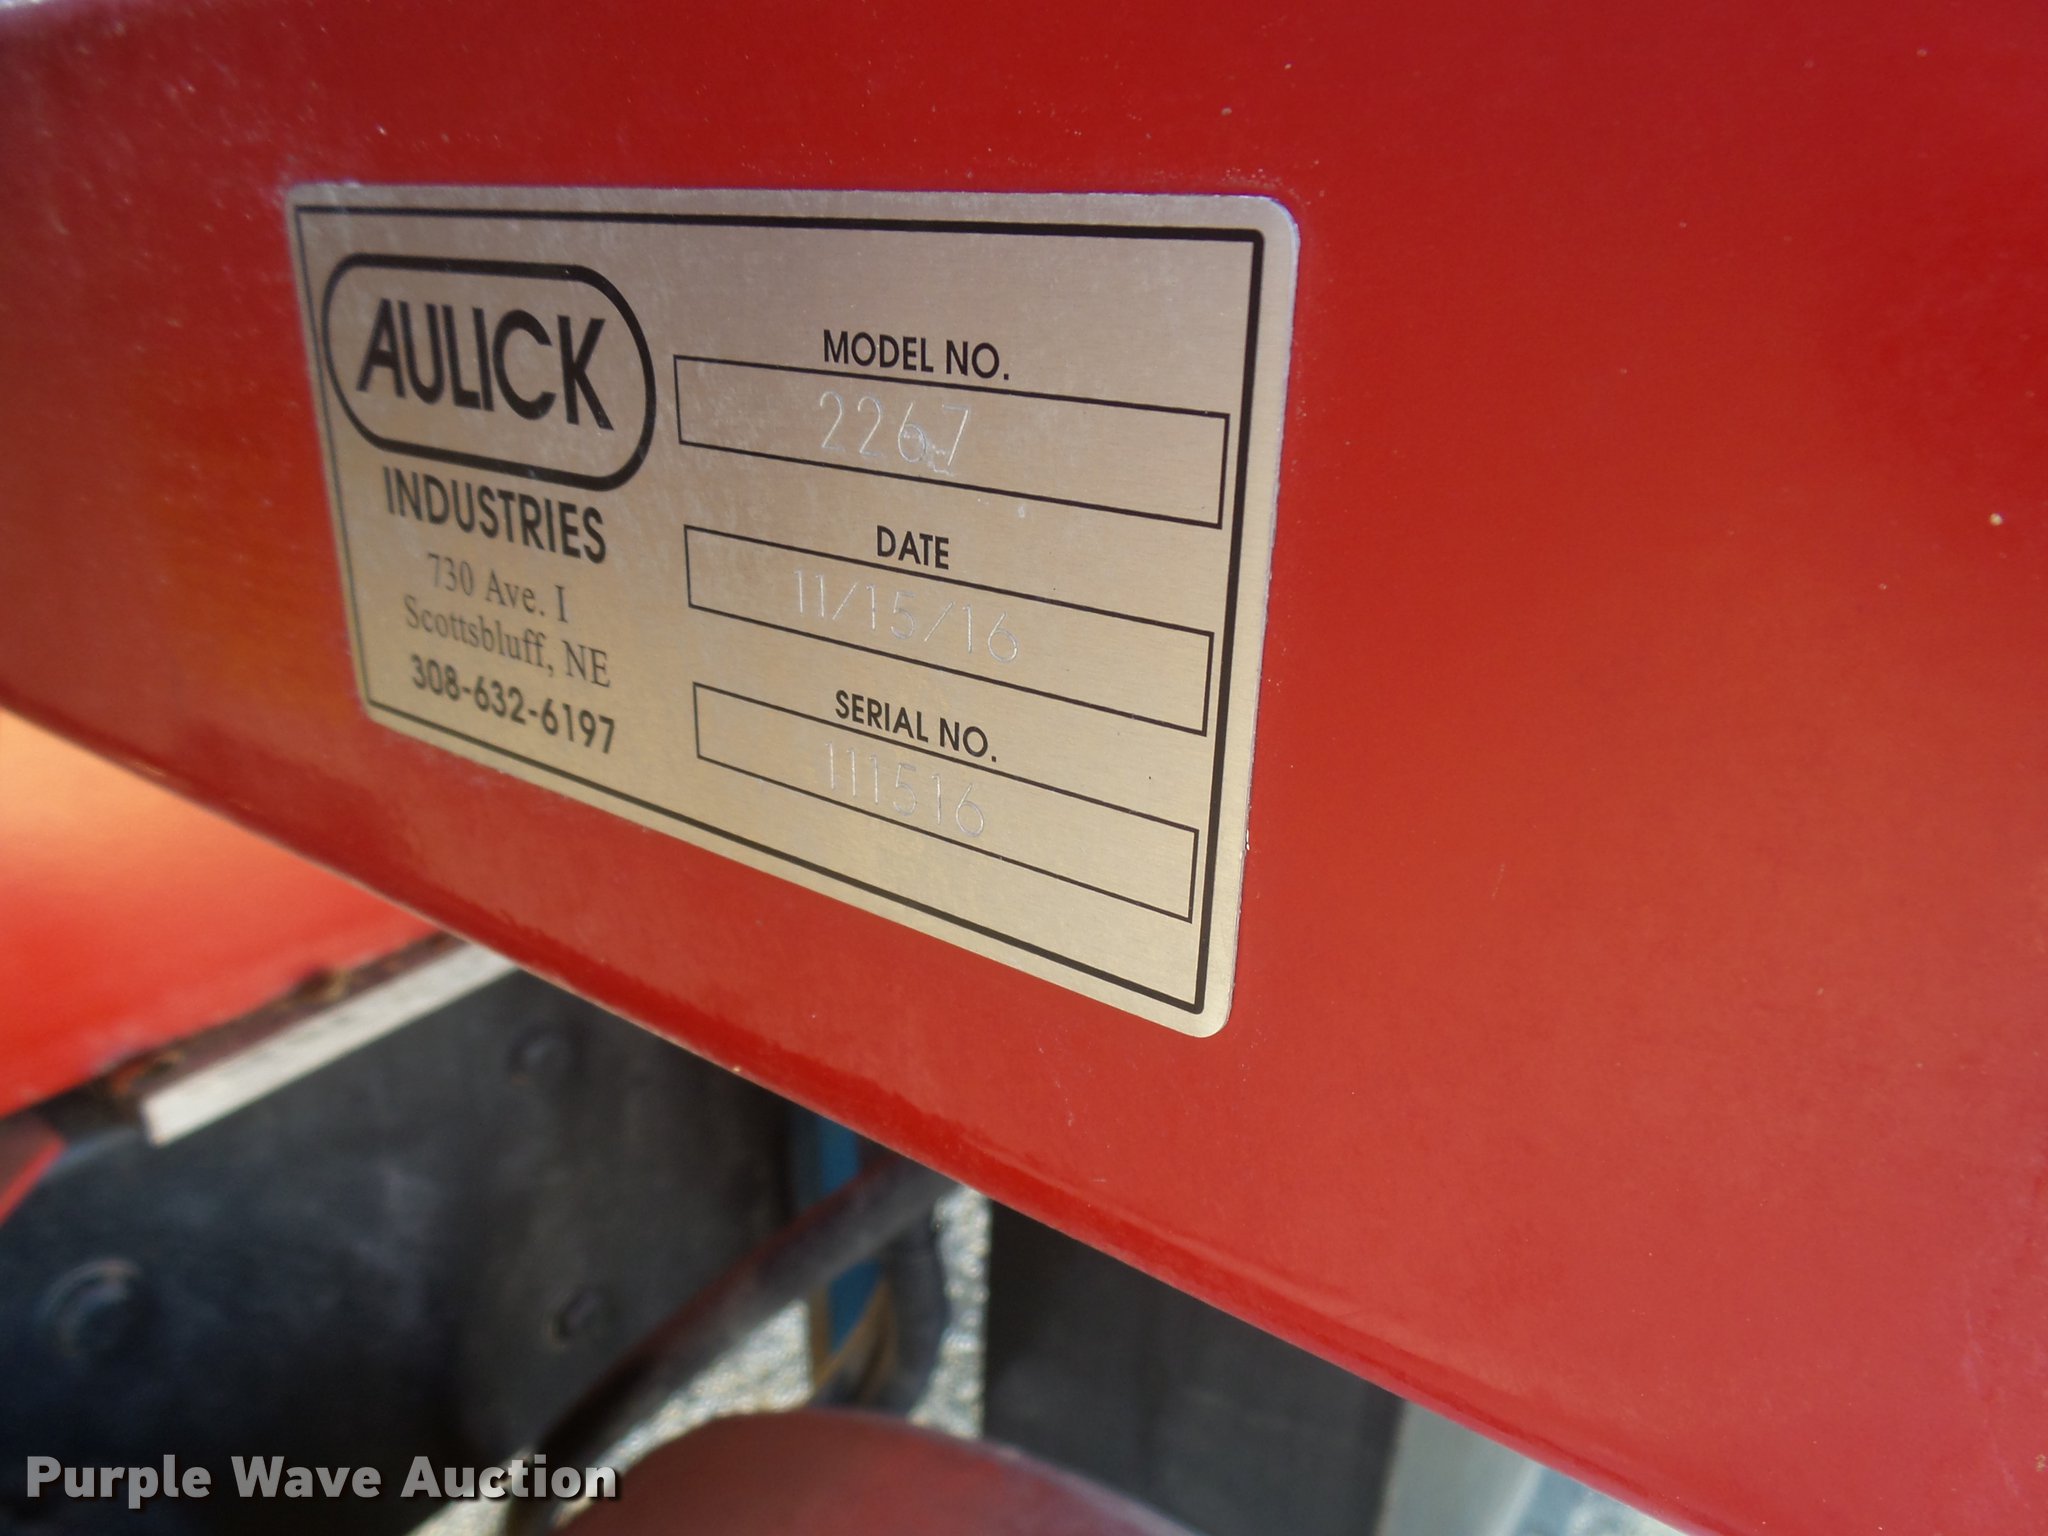 AULICK
INDUSTRIES
730 Ave. I
Scottsbluff, NE
308-632-6197
MODEL NO.
2267
DATE
11/15/16
SERIAL NO.
111516
Purple Wave Auction